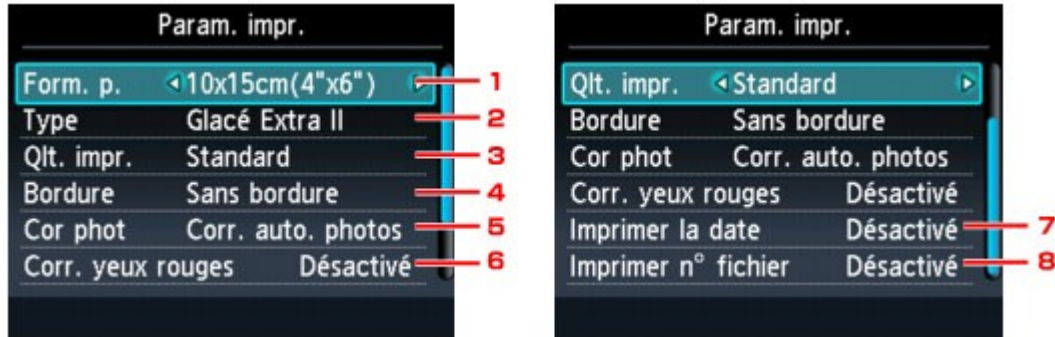 Param. impr.
Form. p. 10x15cm(4"x6") 1
Type Glacé Extra II 2
Qlt. impr. Standard 3
Bordure Sans bordure 4
Cor phot Corr. auto. photos 5
Corr. yeux rouges Désactivé 6
Param. impr.
Qlt. impr. Standard
Bordure Sans bordure
Cor phot Corr. auto. photos
Corr. yeux rouges Désactivé
Imprimer la date Désactivé 7
Imprimer n° fichier Désactivé 8